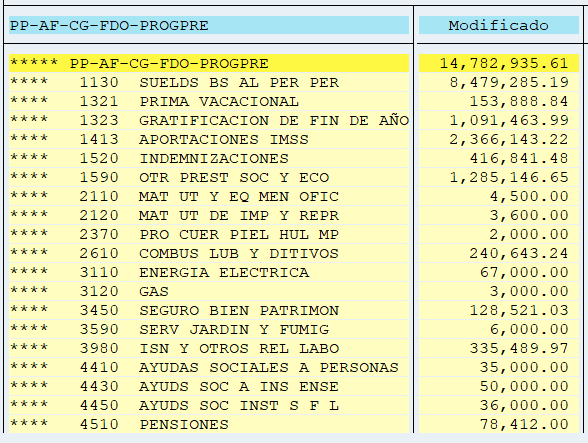 PP-AF-CG-FDO-PROGPRE Modificado
***** PP-AF-CG-FDO-PROGPRE 14,782,935.61
**** 1130 SUELDS BS AL PER PER 8,479,285.19
**** 1321 PRIMA VACACIONAL 153,888.84
**** 1323 GRATIFICACION DE FIN DE AÑO 1,091,463.99
**** 1413 APORTACIONES IMSS 2,366,143.22
**** 1520 INDEMNIZACIONES 416,841.48
**** 1590 OTR PREST SOC Y ECO 1,285,146.65
**** 2110 MAT UT Y EQ MEN OFIC 4,500.00
**** 2120 MAT UT DE IMP Y REPR 3,600.00
**** 2370 PRO CUER PIEL HUL MP 2,000.00
**** 2610 COMBUS LUB Y DITIVOS 240,643.24
**** 3110 ENERGIA ELECTRICA 67,000.00
**** 3120 GAS 3,000.00
**** 3450 SEGURO BIEN PATRIMON 128,521.03
**** 3590 SERV JARDIN Y FUMIG 6,000.00
**** 3980 ISN Y OTROS REL LABO 335,489.97
**** 4410 AYUDAS SOCIALES A PERSONAS 35,000.00
**** 4430 AYUDS SOC A INS ENSE 50,000.00
**** 4450 AYUDS SOC INST S F L 36,000.00
**** 4510 PENSIONES 78,412.00